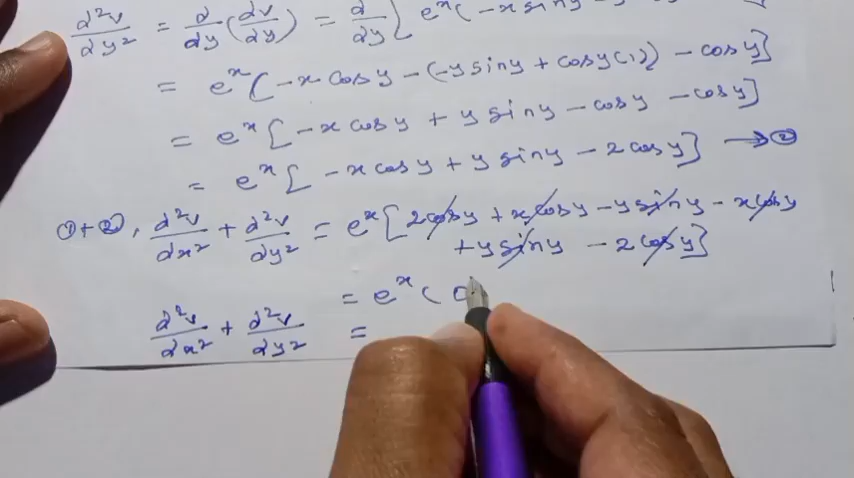 d²v/dy² = d/dy (dv/dy) = d/dy [ eˣ(-x sin y -
= eˣ (-x cos y - (-y sin y + cos y (1)) - cos y]
= eˣ [-x cos y + y sin y - cos y - cos y]
= eˣ [ -x cos y + y sin y - 2 cos y] → ②
①+②, d²v/dx² + d²v/dy² = eˣ [2 cos y + x cos y - y sin y - x cos y
+ y sin y - 2 cos y]
= eˣ ( 0
d²v/dx² + d²v/dy² =